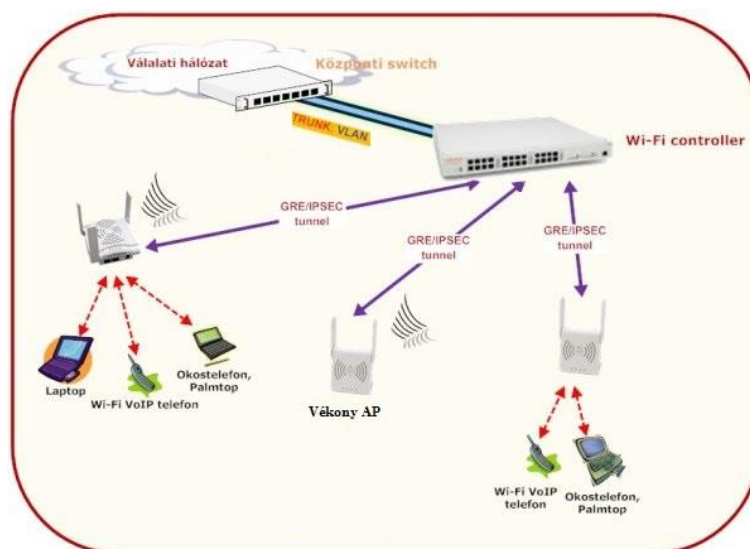 Válalati hálózat
Központi switch
TRUNK: VLAN
Wi-Fi controller
GRE/IPSEC
tunnel
GRE/IPSEC
tunnel
GRE/IPSEC
tunnel
Laptop
Wi-Fi VoIP telefon
Okostelefon,
Palmtop
Vékony AP
Wi-Fi VoIP
telefon
Okostelefon,
Palmtop